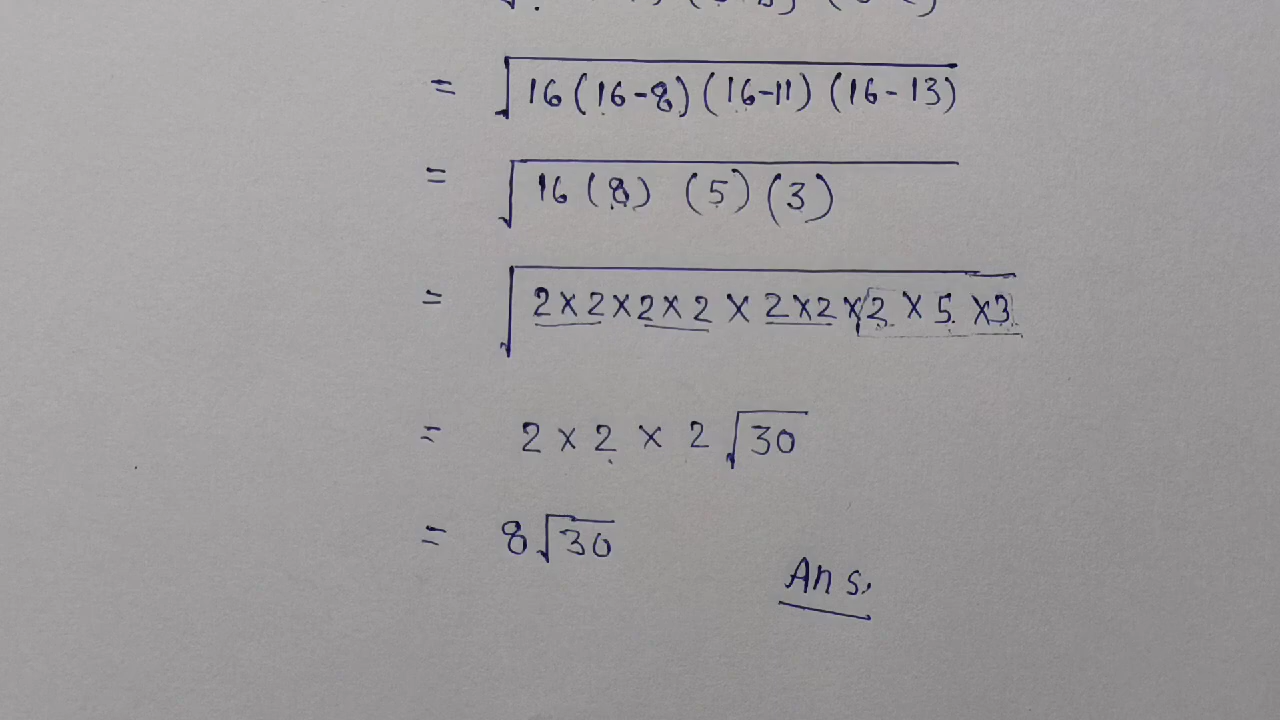 = √16(16-8)(16-11)(16-13)
= √16(8) (5)(3)
= √2×2×2×2×2×2×2×5×3
= 2×2×2√30
= 8√30
Ans.